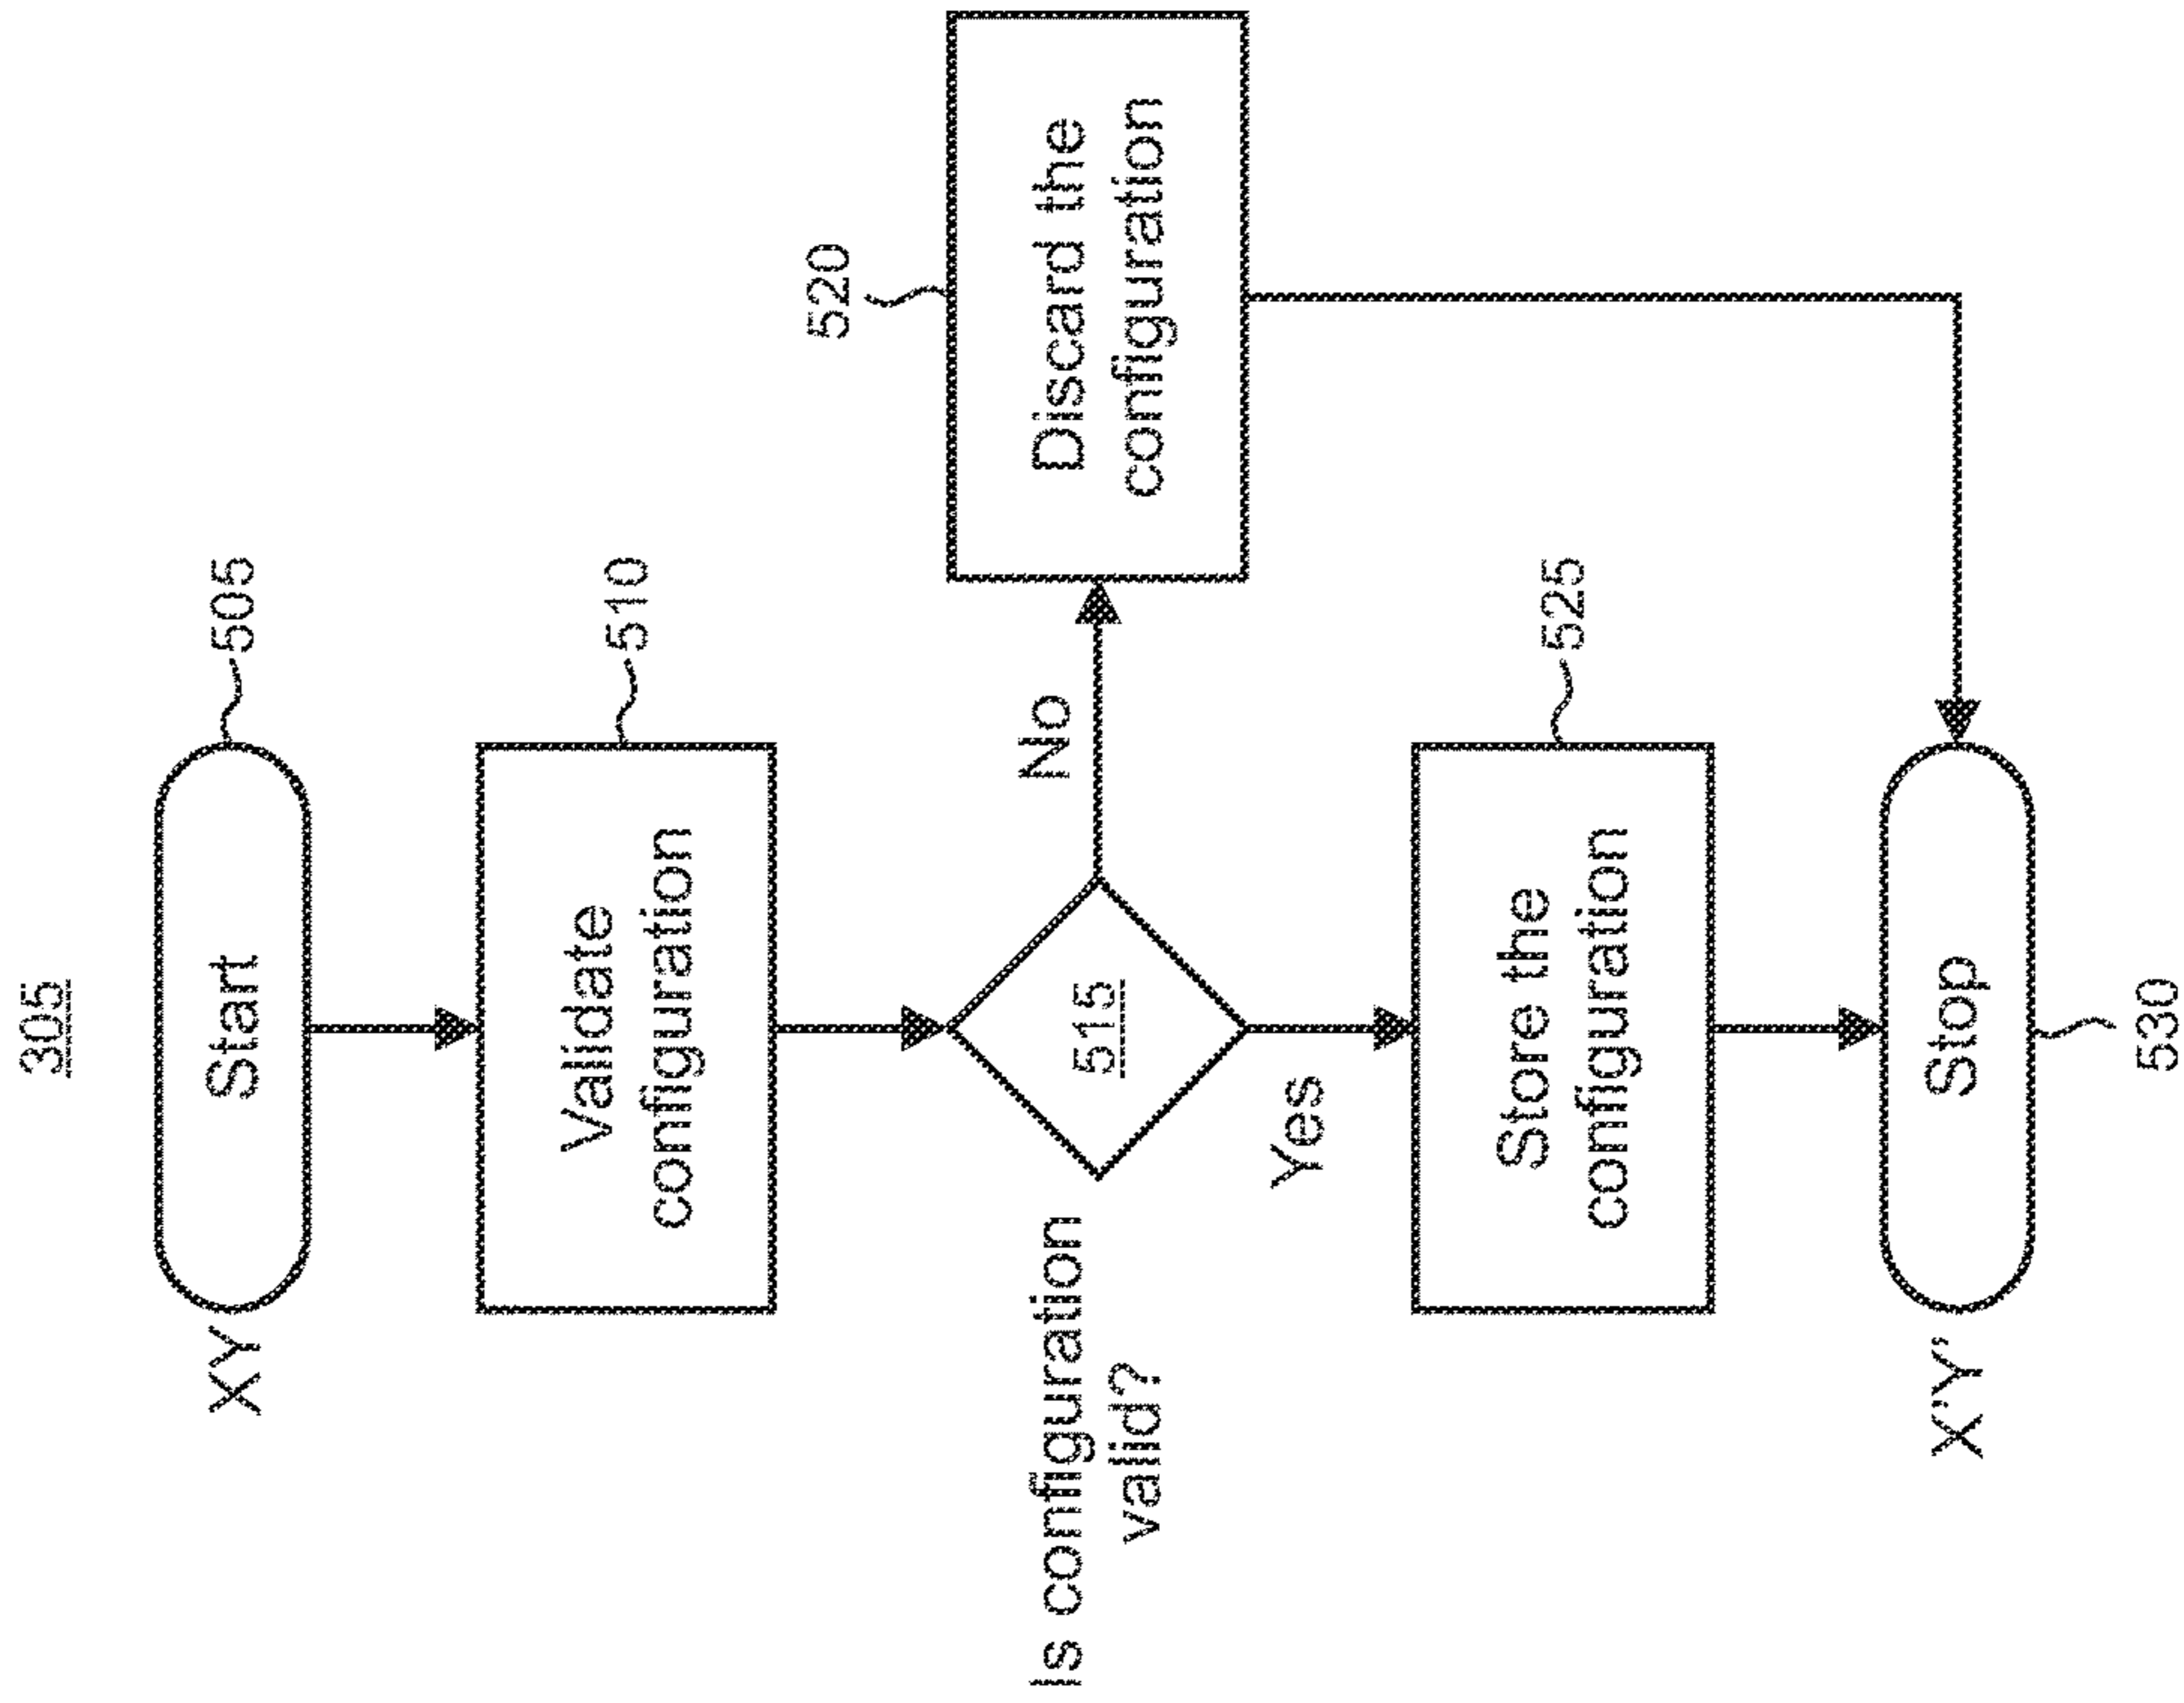 305
XY
Start
505
Validate
configuration
510
Is configuration
valid?
515
No
Discard the
configuration
520
Yes
Store the
configuration
525
X'Y'
Stop
530